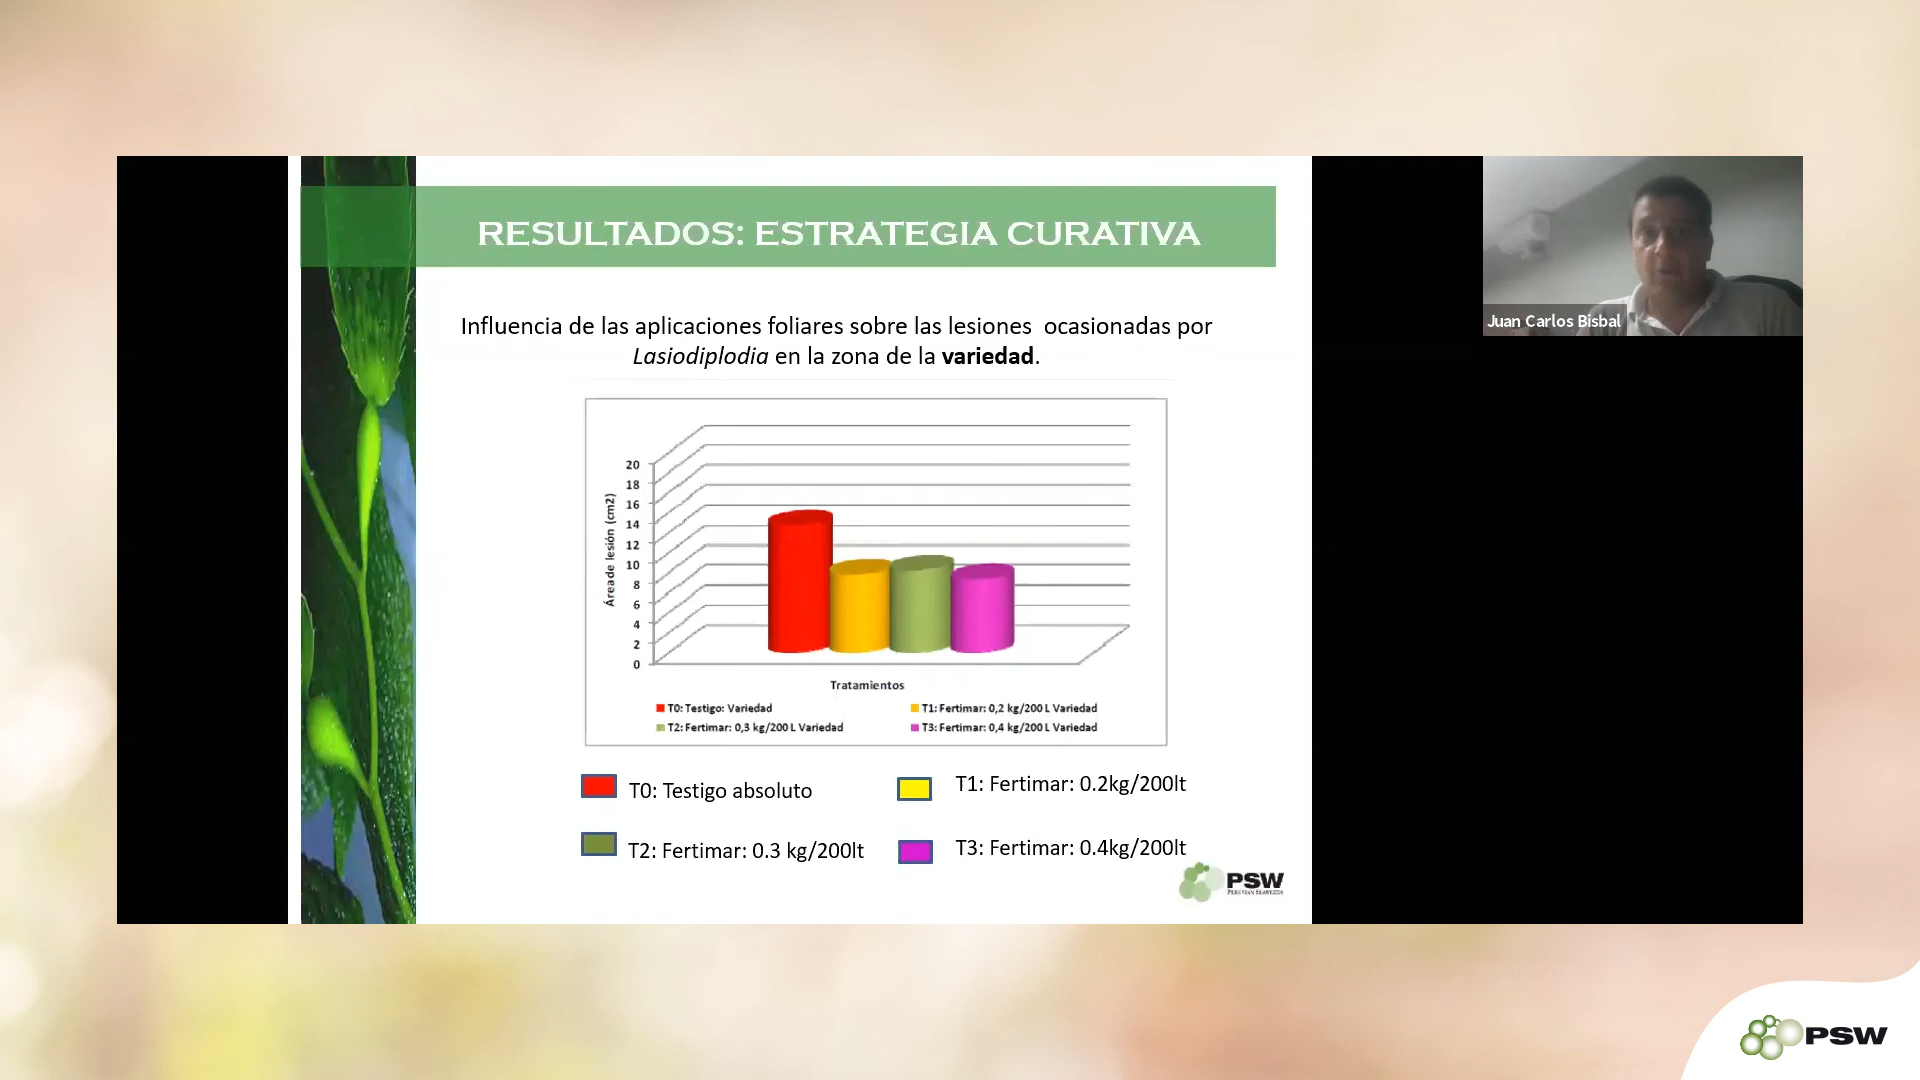 RESULTADOS: ESTRATEGIA CURATIVA
Juan Carlos Bisbal
Influencia de las aplicaciones foliares sobre las lesiones ocasionadas por
Lasiodiplodia en la zona de la variedad.
Área de lesión (cm2)
20
18
16
14
12
10
8
6
4
2
0
Tratamientos
T0: Testigo: Variedad
T1: Fertimar: 0,2 kg/200 L Variedad
T2: Fertimar: 0,3 kg/200 L Variedad
T3: Fertimar: 0,4 kg/200 L Variedad
T0: Testigo absoluto
T1: Fertimar: 0.2kg/200lt
T2: Fertimar: 0.3 kg/200lt
T3: Fertimar: 0.4kg/200lt
PSW
PERUVIAN SEAWEEDS
PSW